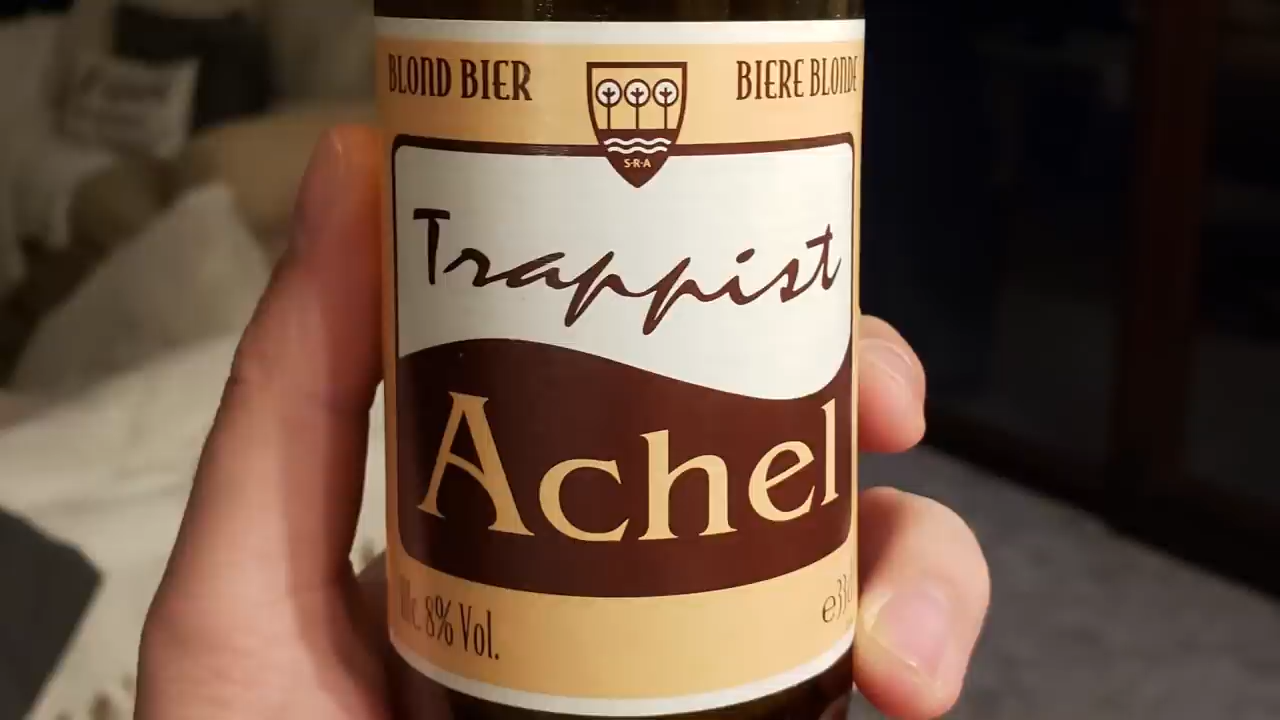 BLOND BIER
BIERE BLONDE
S·R·A
Trappist
Achel
8% Vol.